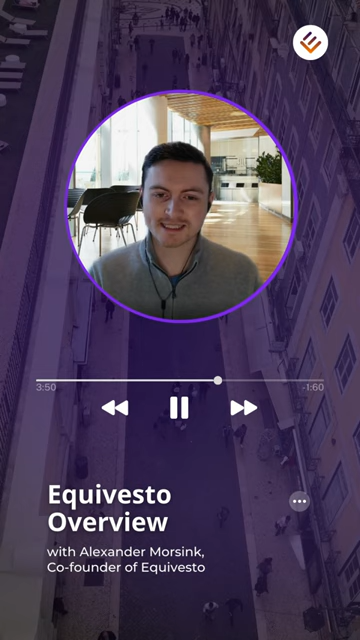 3:50
-1:60
Equivesto
Overview
with Alexander Morsink,
Co-founder of Equivesto